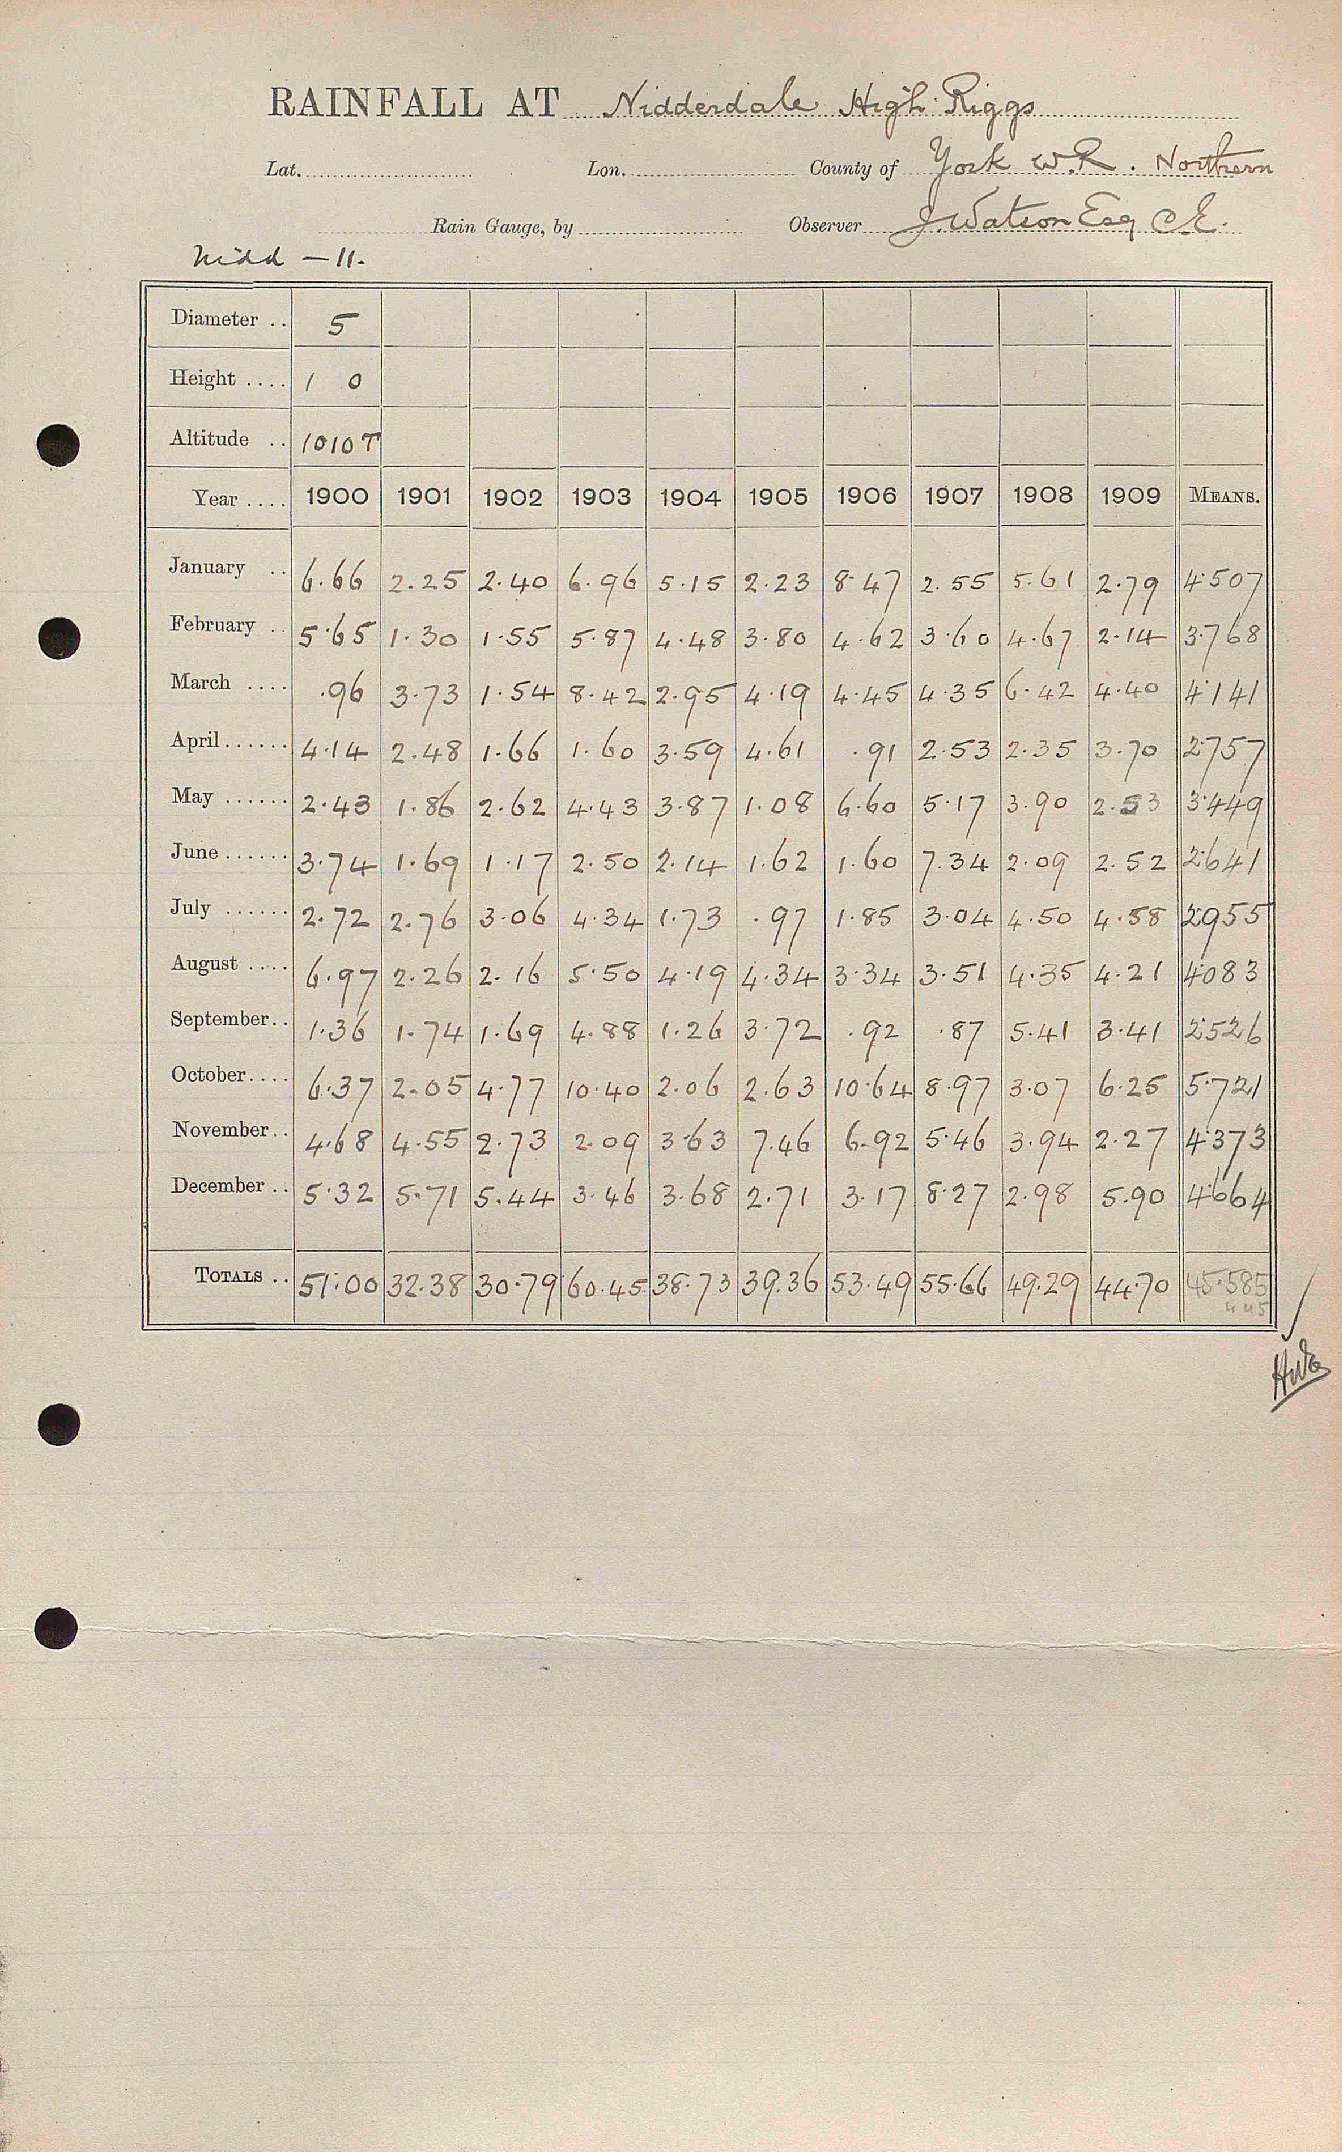 RAINFALL AT Nidderdale High Riggs
Lat. Lon. County of York W.R. Northern
Rain Gauge, by Observer J. Watson Esq C.E.
Nidd — 11.
Diameter .. 5
Height .... 1 0
Altitude .. 1010 T
Year .... 1900 1901 1902 1903 1904 1905 1906 1907 1908 1909 MEANS.
January .. 6.66 2.25 2.40 6.96 5.15 2.23 8.47 2.55 5.61 2.79 4.507
February .. 5.65 1.30 1.55 5.87 4.48 3.80 4.62 3.60 4.67 2.14 3.768
March .... .96 3.73 1.54 8.42 2.95 4.19 4.45 4.35 6.42 4.40 4.141
April...... 4.14 2.48 1.66 1.60 3.59 4.61 .91 2.53 2.35 3.70 2.757
May ...... 2.43 1.86 2.62 4.43 3.87 1.08 6.60 5.17 3.90 2.53 3.449
June...... 3.74 1.69 1.17 2.50 2.14 1.62 1.60 7.34 2.09 2.52 2.641
July ...... 2.72 2.76 3.06 4.34 1.73 .97 1.85 3.04 4.50 4.58 2.955
August .... 6.97 2.26 2.16 5.50 4.19 4.34 3.34 3.51 4.35 4.21 4.083
September.. 1.36 1.74 1.69 4.88 1.26 3.72 .92 .87 5.41 3.41 2.526
October.... 6.37 2.05 4.77 10.40 2.06 2.63 10.64 8.97 3.07 6.25 5.721
November.. 4.68 4.55 2.73 2.09 3.63 7.46 6.92 5.46 3.94 2.27 4.373
December .. 5.32 5.71 5.44 3.46 3.68 2.71 3.17 8.27 2.98 5.90 4.664
TOTALS .. 51.00 32.38 30.79 60.45 38.73 39.36 53.49 55.66 49.29 44.70 45.585